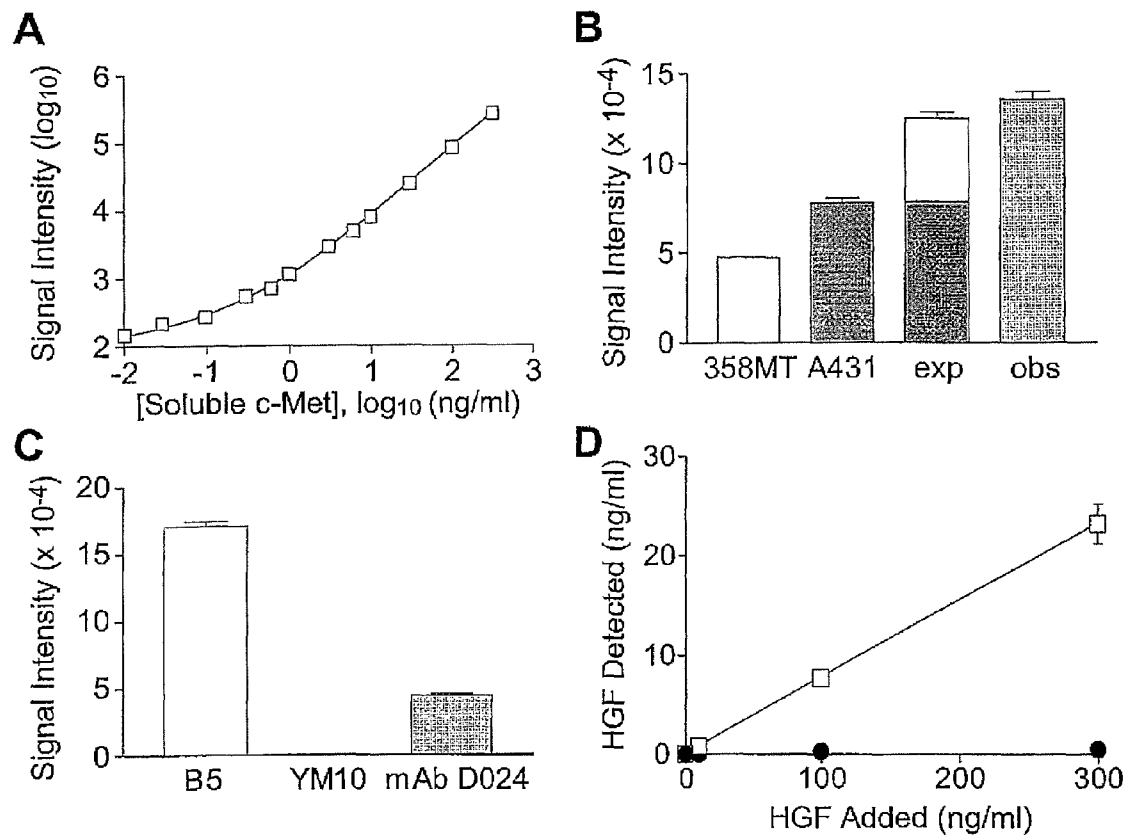 A
Signal Intensity (log10)
6
5
4
3
2
-2 -1 0 1 2 3
[Soluble c-Met], log10 (ng/ml)
B
Signal Intensity (x 10-4)
15
10
5
0
358MT A431 exp obs
C
Signal Intensity (x 10-4)
20
15
10
5
0
B5 YM10 mAb D024
D
HGF Detected (ng/ml)
30
20
10
0
0 100 200 300
HGF Added (ng/ml)